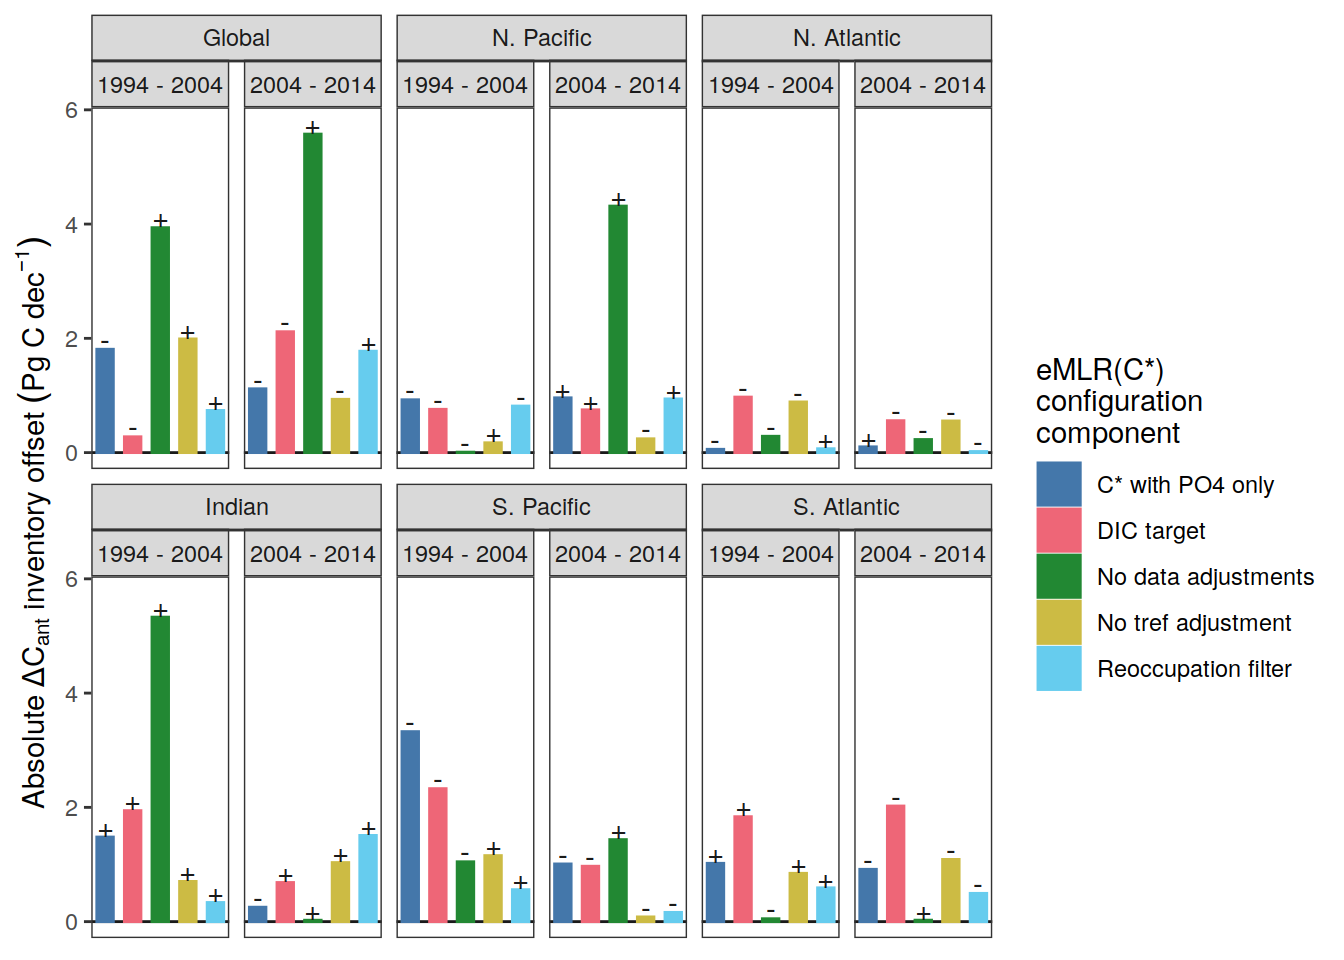 Global
N. Pacific
N. Atlantic
1994 - 2004
2004 - 2014
1994 - 2004
2004 - 2014
1994 - 2004
2004 - 2014
6
4
2
0
- - + + +
- - + - +
- - - + -
+ + + - +
- - - - +
+ - - - -
Indian
S. Pacific
S. Atlantic
1994 - 2004
2004 - 2014
1994 - 2004
2004 - 2014
1994 - 2004
2004 - 2014
6
4
2
0
+ + + + +
- + + + +
- - - + +
- - + - -
+ + - + +
- - + - -
Absolute ΔCant inventory offset (Pg C dec⁻¹)
eMLR(C*)
configuration
component
C* with PO4 only
DIC target
No data adjustments
No tref adjustment
Reoccupation filter